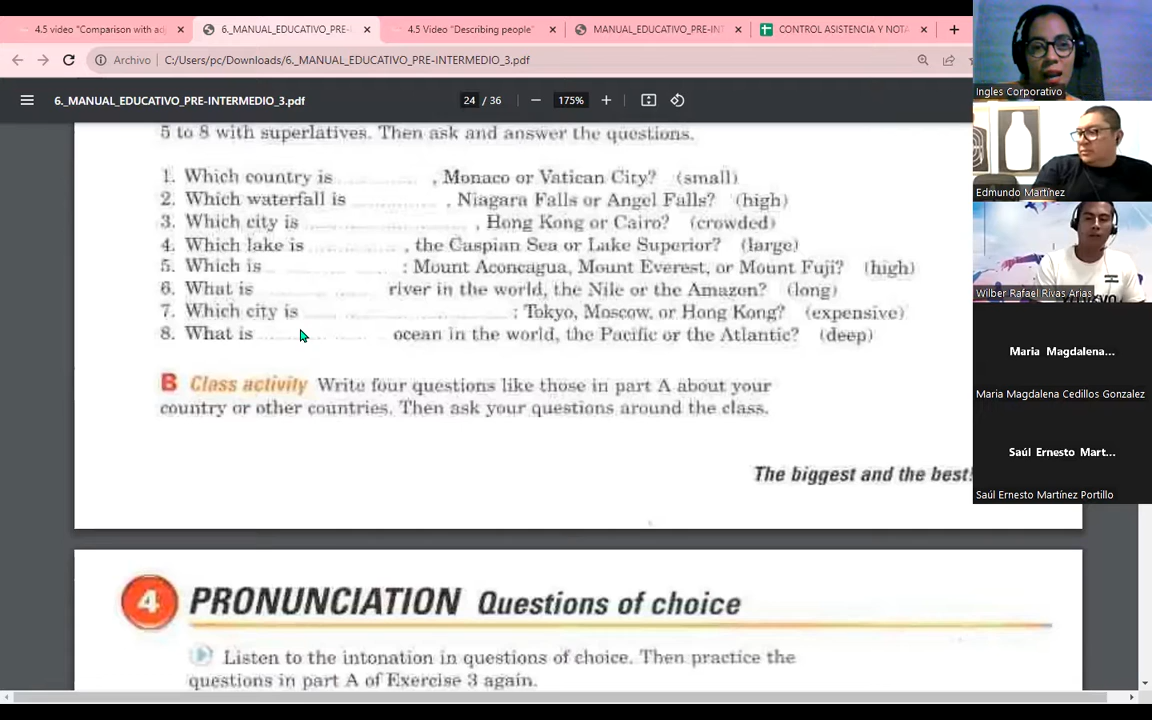 4.5 video "Comparison with adj
6._MANUAL_EDUCATIVO_PRE-
4.5 Video "Describing people"
MANUAL_EDUCATIVO_PRE-INT
CONTROL ASISTENCIA Y NOTA
Archivo
C:/Users/pc/Downloads/6._MANUAL_EDUCATIVO_PRE-INTERMEDIO_3.pdf
6._MANUAL_EDUCATIVO_PRE-INTERMEDIO_3.pdf
24 / 36
175%
5 to 8 with superlatives. Then ask and answer the questions.
1. Which country is .............. , Monaco or Vatican City? (small)
2. Which waterfall is .............. , Niagara Falls or Angel Falls? (high)
3. Which city is .............. , Hong Kong or Cairo? (crowded)
4. Which lake is .............. , the Caspian Sea or Lake Superior? (large)
5. Which is .............. : Mount Aconcagua, Mount Everest, or Mount Fuji? (high)
6. What is .............. river in the world, the Nile or the Amazon? (long)
7. Which city is .............. : Tokyo, Moscow, or Hong Kong? (expensive)
8. What is .............. ocean in the world, the Pacific or the Atlantic? (deep)
B Class activity Write four questions like those in part A about your
country or other countries. Then ask your questions around the class.
The biggest and the best!
4 PRONUNCIATION Questions of choice
Listen to the intonation in questions of choice. Then practice the
questions in part A of Exercise 3 again.
Ingles Corporativo
Edmundo Martínez
Wilber Rafael Rivas Arias
Maria Magdalena...
Maria Magdalena Cedillos Gonzalez
Saúl Ernesto Mart...
Saúl Ernesto Martínez Portillo